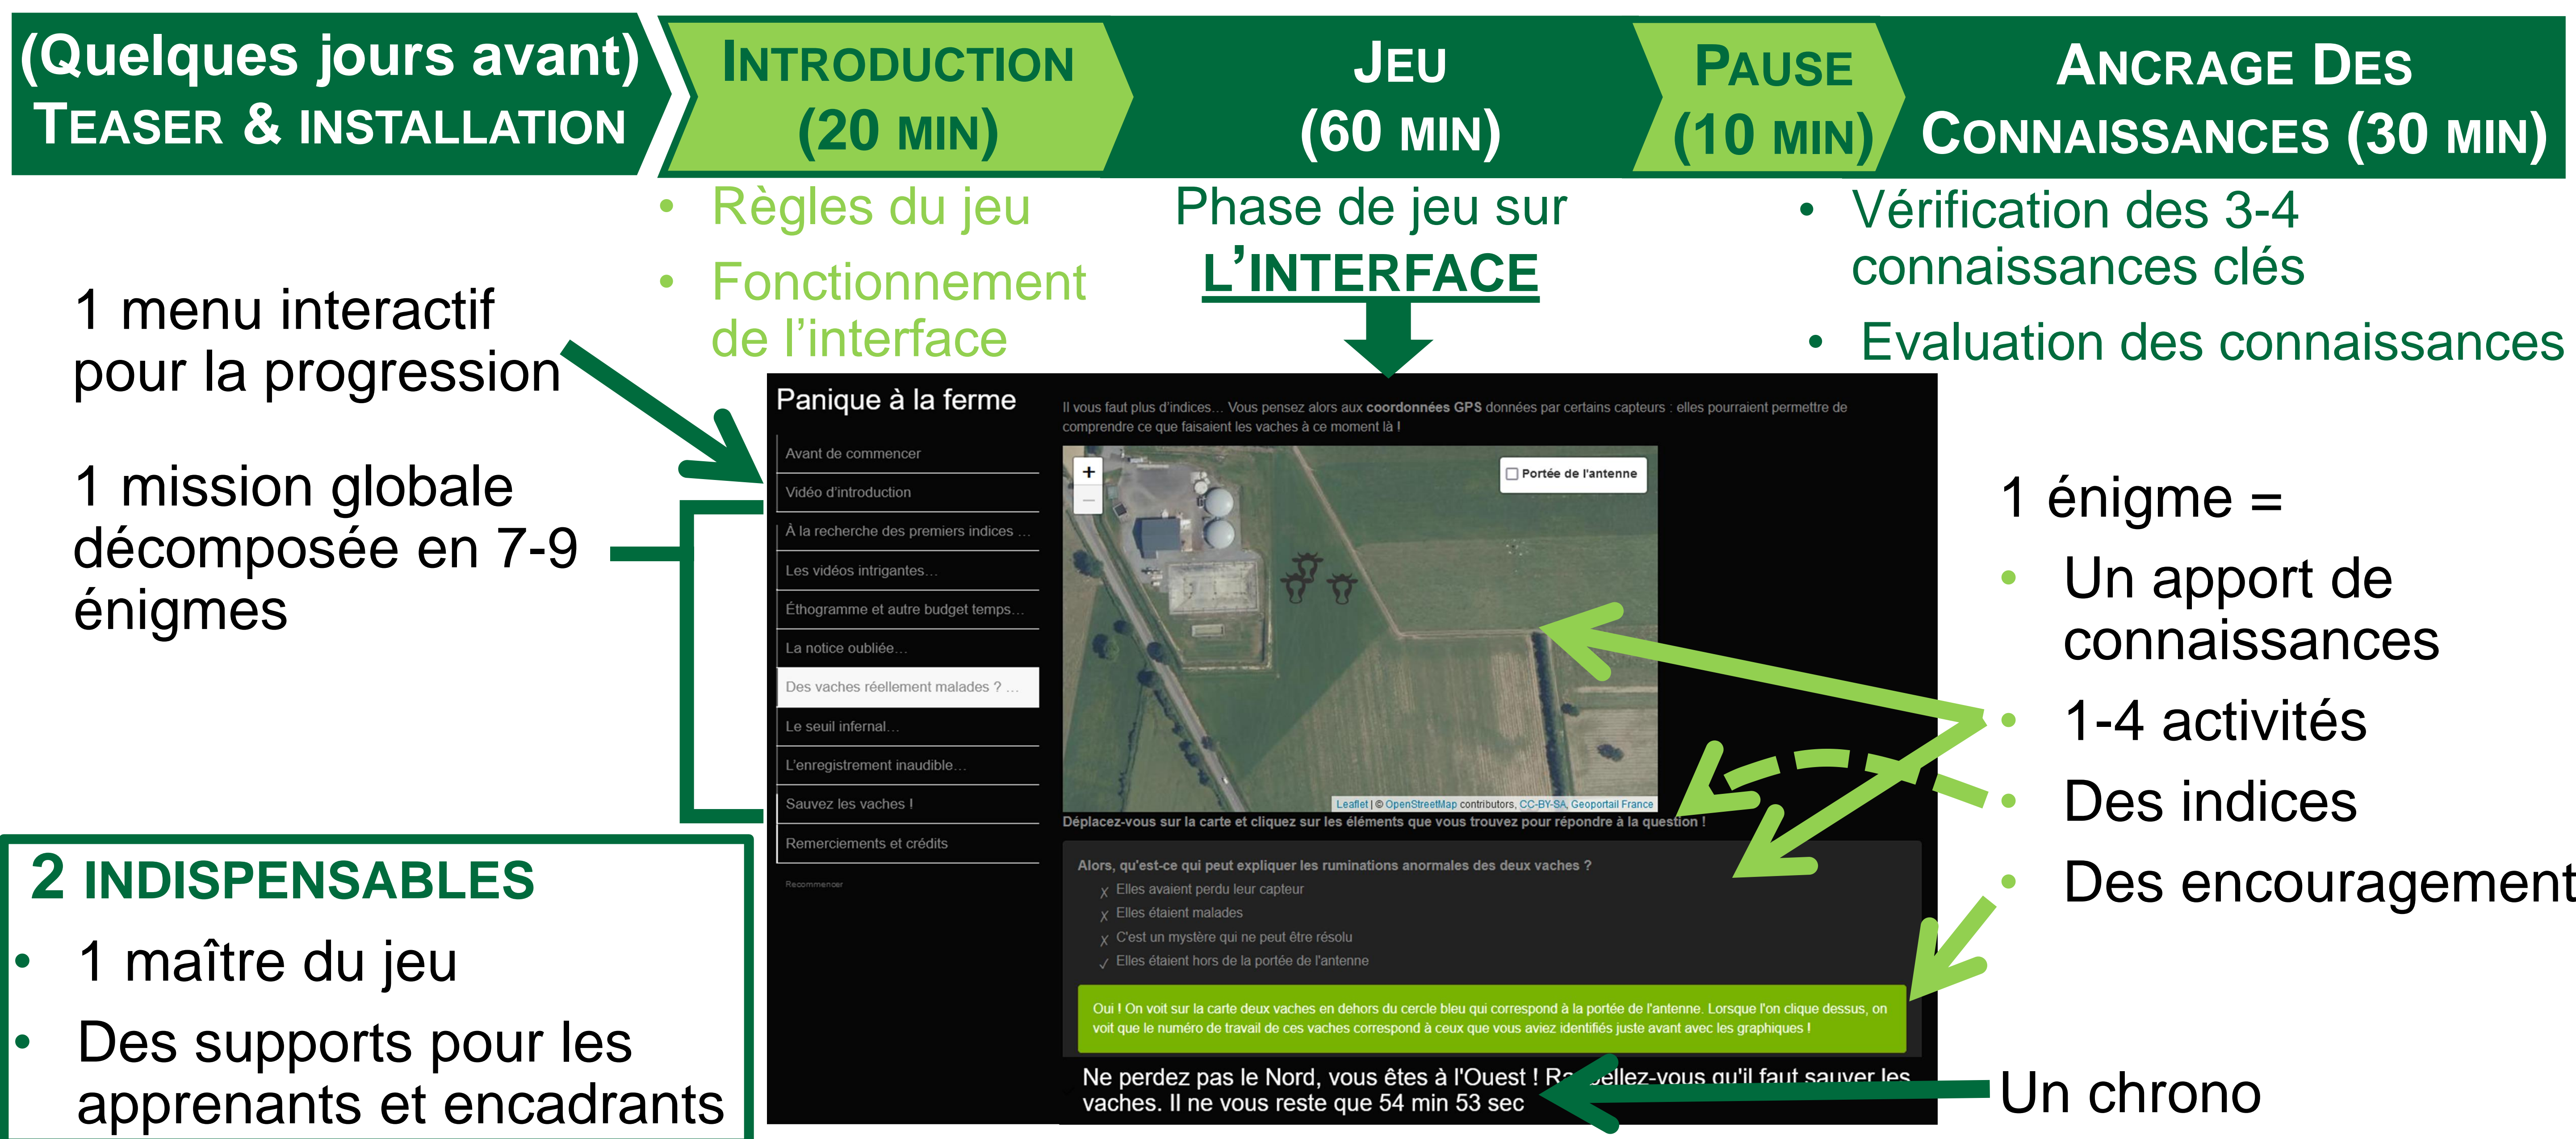 (Quelques jours avant)
TEASER & INSTALLATION
INTRODUCTION
(20 MIN)
JEU
(60 MIN)
PAUSE
(10 MIN)
ANCRAGE DES
CONNAISSANCES (30 MIN)
• Règles du jeu
• Fonctionnement
de l’interface
Phase de jeu sur
L’INTERFACE
• Vérification des 3-4
connaissances clés
• Evaluation des connaissances
1 menu interactif
pour la progression
1 mission globale
décomposée en 7-9
énigmes
2 INDISPENSABLES
• 1 maître du jeu
• Des supports pour les
apprenants et encadrants
Panique à la ferme
Avant de commencer
Vidéo d’introduction
À la recherche des premiers indices ...
Les vidéos intrigantes…
Éthogramme et autre budget temps…
La notice oubliée…
Des vaches réellement malades ? …
Le seuil infernal…
L’enregistrement inaudible…
Sauvez les vaches !
Remerciements et crédits
Recommencer
Il vous faut plus d’indices… Vous pensez alors aux coordonnées GPS données par certains capteurs : elles pourraient permettre de
comprendre ce que faisaient les vaches à ce moment là !
+
−
Portée de l'antenne
Leaflet | © OpenStreetMap contributors, CC-BY-SA, Geoportail France
Déplacez-vous sur la carte et cliquez sur les éléments que vous trouvez pour répondre à la question !
Alors, qu'est-ce qui peut expliquer les ruminations anormales des deux vaches ?
✗ Elles avaient perdu leur capteur
✗ Elles étaient malades
✗ C'est un mystère qui ne peut être résolu
✓ Elles étaient hors de la portée de l'antenne
Oui ! On voit sur la carte deux vaches en dehors du cercle bleu qui correspond à la portée de l'antenne. Lorsque l'on clique dessus, on
voit que le numéro de travail de ces vaches correspond à ceux que vous aviez identifiés juste avant avec les graphiques !
Ne perdez pas le Nord, vous êtes à l'Ouest ! qu'il faut sauver les
vaches. Il ne vous reste que 54 min 53 sec
1 énigme =
• Un apport de
connaissances
• 1-4 activités
• Des indices
• Des encouragement
Un chrono